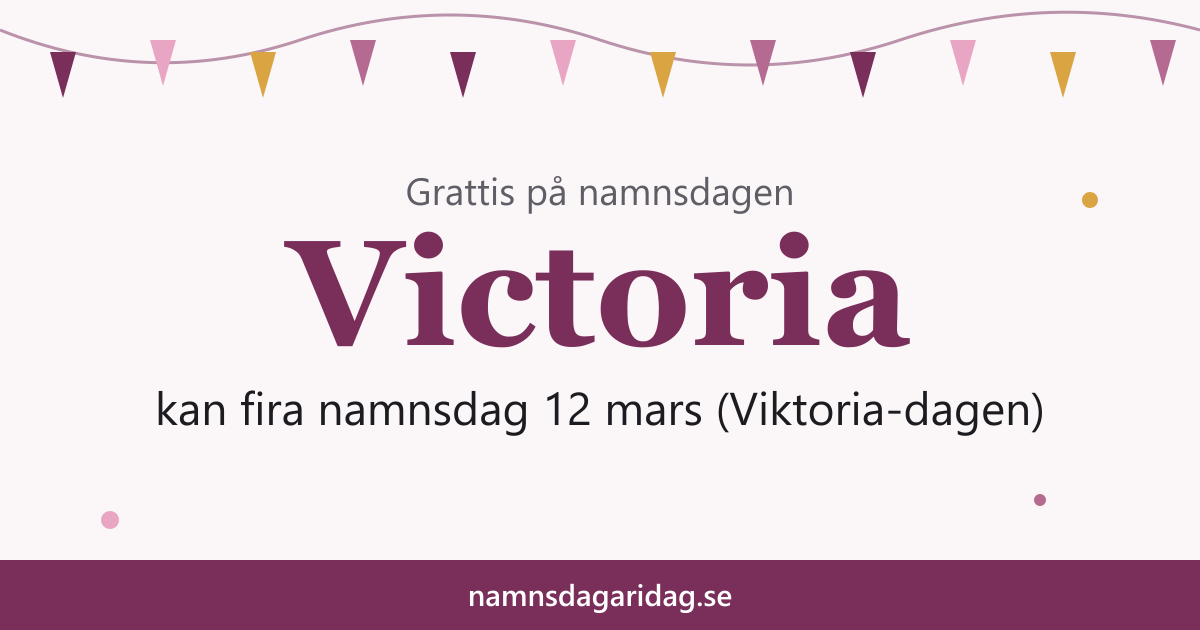 Grattis på namnsdagen
Victoria
kan fira namnsdag 12 mars (Viktoria-dagen)
namnsdagaridag.se